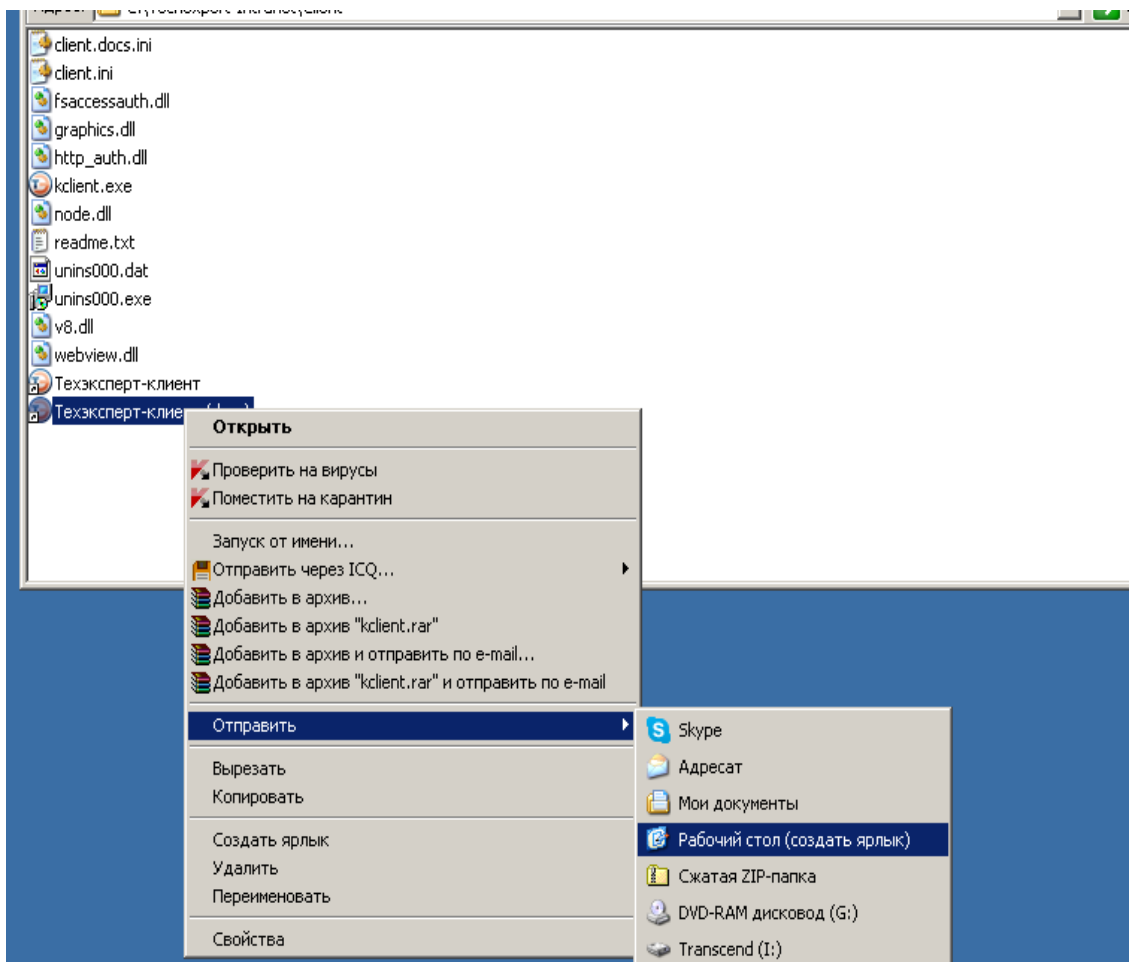 client.docs.ini
client.ini
fsaccessauth.dll
graphics.dll
http_auth.dll
kclient.exe
node.dll
readme.txt
unins000.dat
unins000.exe
v8.dll
webview.dll
Техэксперт-клиент
Техэксперт-клие
Открыть
Проверить на вирусы
Поместить на карантин
Запуск от имени...
Отправить через ICQ...
Добавить в архив...
Добавить в архив "kclient.rar"
Добавить в архив и отправить по e-mail...
Добавить в архив "kclient.rar" и отправить по e-mail
Отправить
Вырезать
Копировать
Создать ярлык
Удалить
Переименовать
Свойства
Skype
Адресат
Мои документы
Рабочий стол (создать ярлык)
Сжатая ZIP-папка
DVD-RAM дисковод (G:)
Transcend (I:)